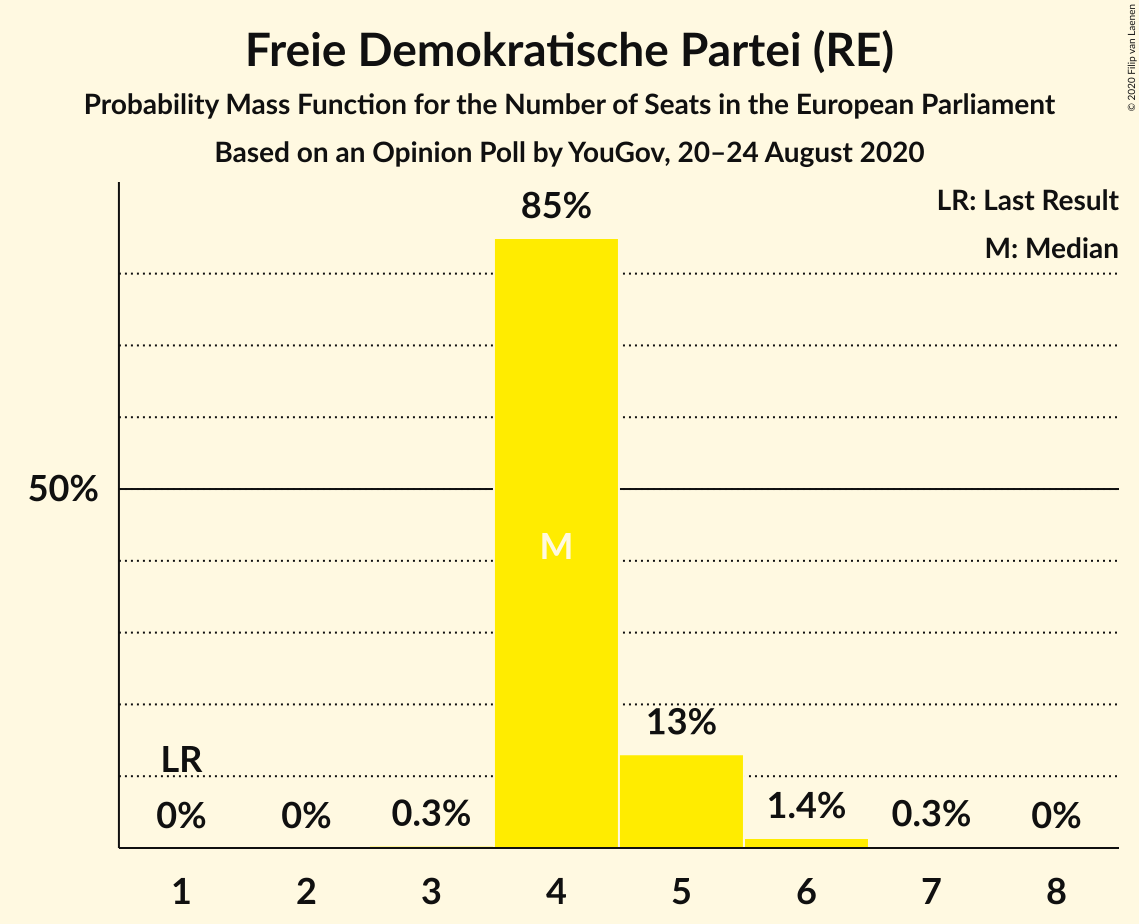 Freie Demokratische Partei (RE)
Probability Mass Function for the Number of Seats in the European Parliament
Based on an Opinion Poll by YouGov, 20–24 August 2020
© 2020 Filip van Laenen
LR: Last Result
M: Median
85%
50%
M
13%
LR
0%
0%
0.3%
1.4%
0.3%
0%
1 2 3 4 5 6 7 8